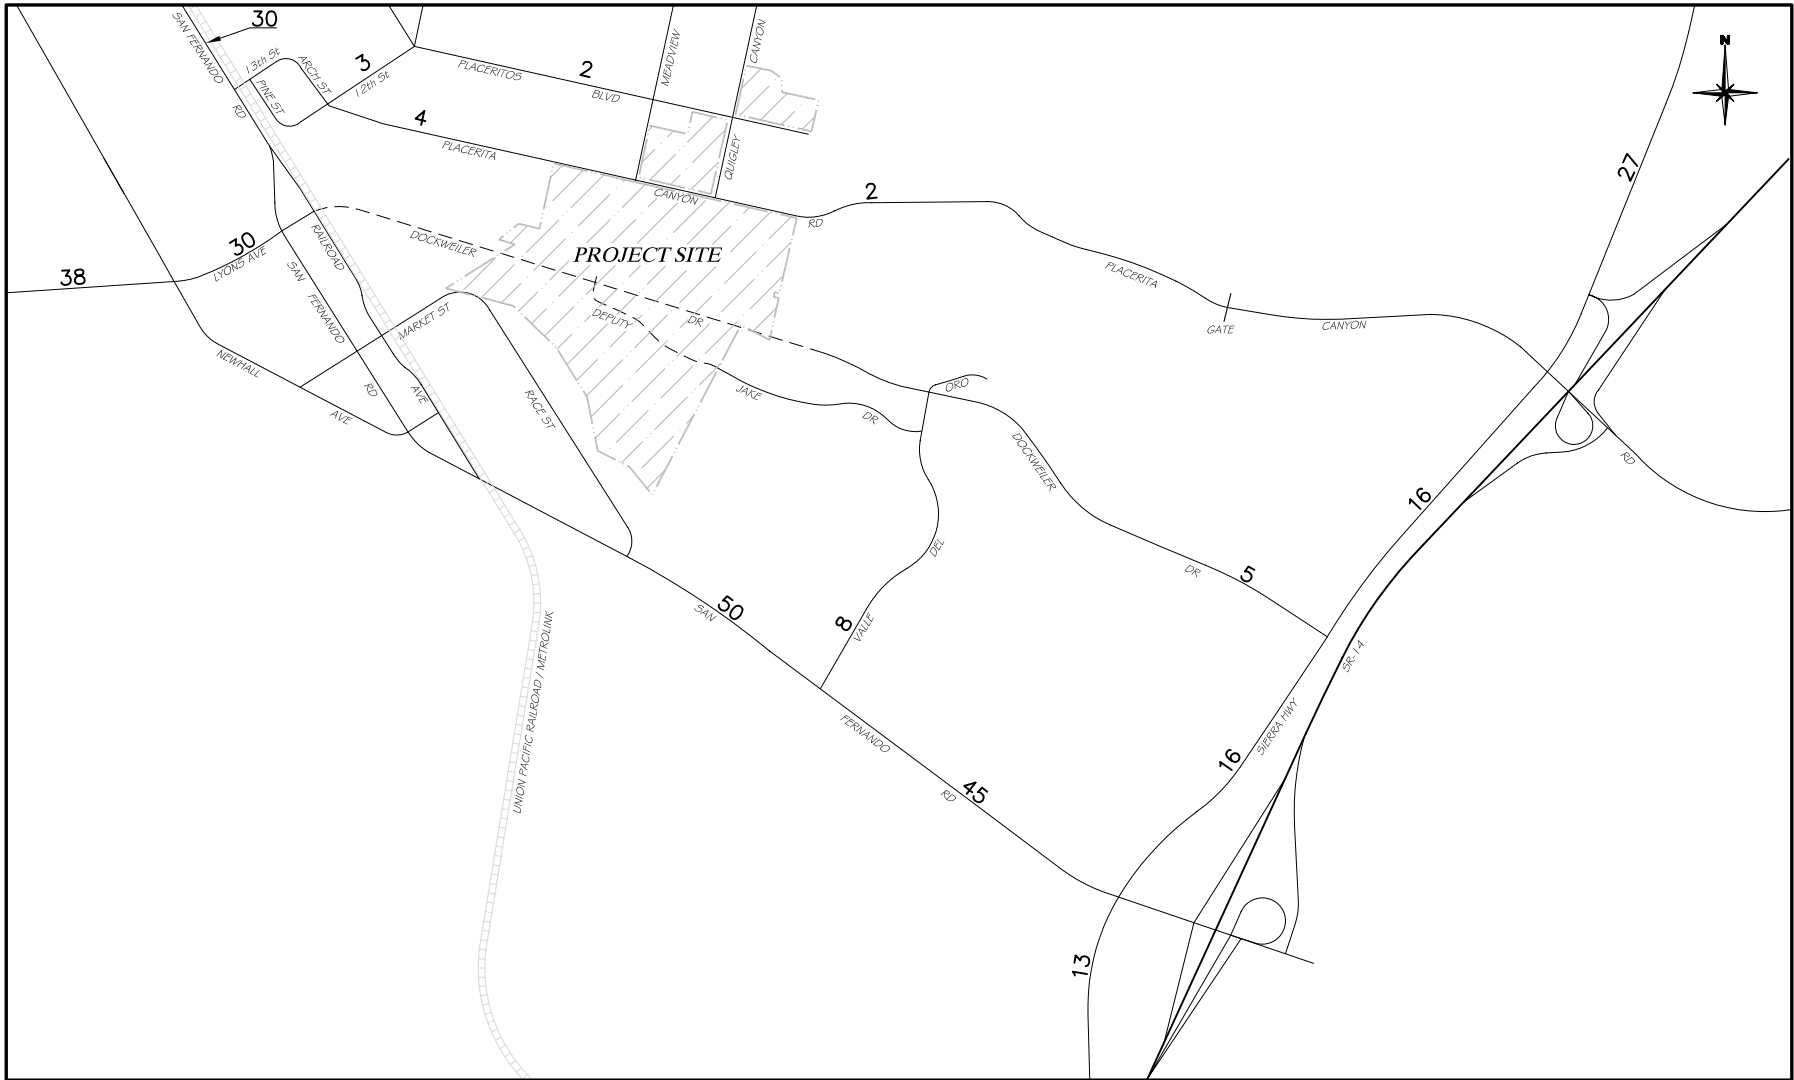 30
SAN FERNANDO
RD
13th St
ARCH ST
PINE ST
3
12th St
PLACERITOS
2
BLVD
MEADVIEW
CANYON
N
4
PLACERITA
QUIGLEY
CANYON
2
RD
27
DOCKWEILER
PROJECT SITE
30
LYONS AVE
38
RAILROAD
SAN
FERNANDO
RD
MARKET ST
DEPUTY
DR
PLACERITA
GATE
CANYON
NEWHALL
AVE
AVE
RACE ST
JAKE
DR
ORO
DOCKWEILER
RD
16
DEL
DR
5
50
SAN
8
VALLE
SR-14
UNION PACIFIC RAILROAD / METROLINK
FERNANDO
SIERRA HWY
16
45
RD
13